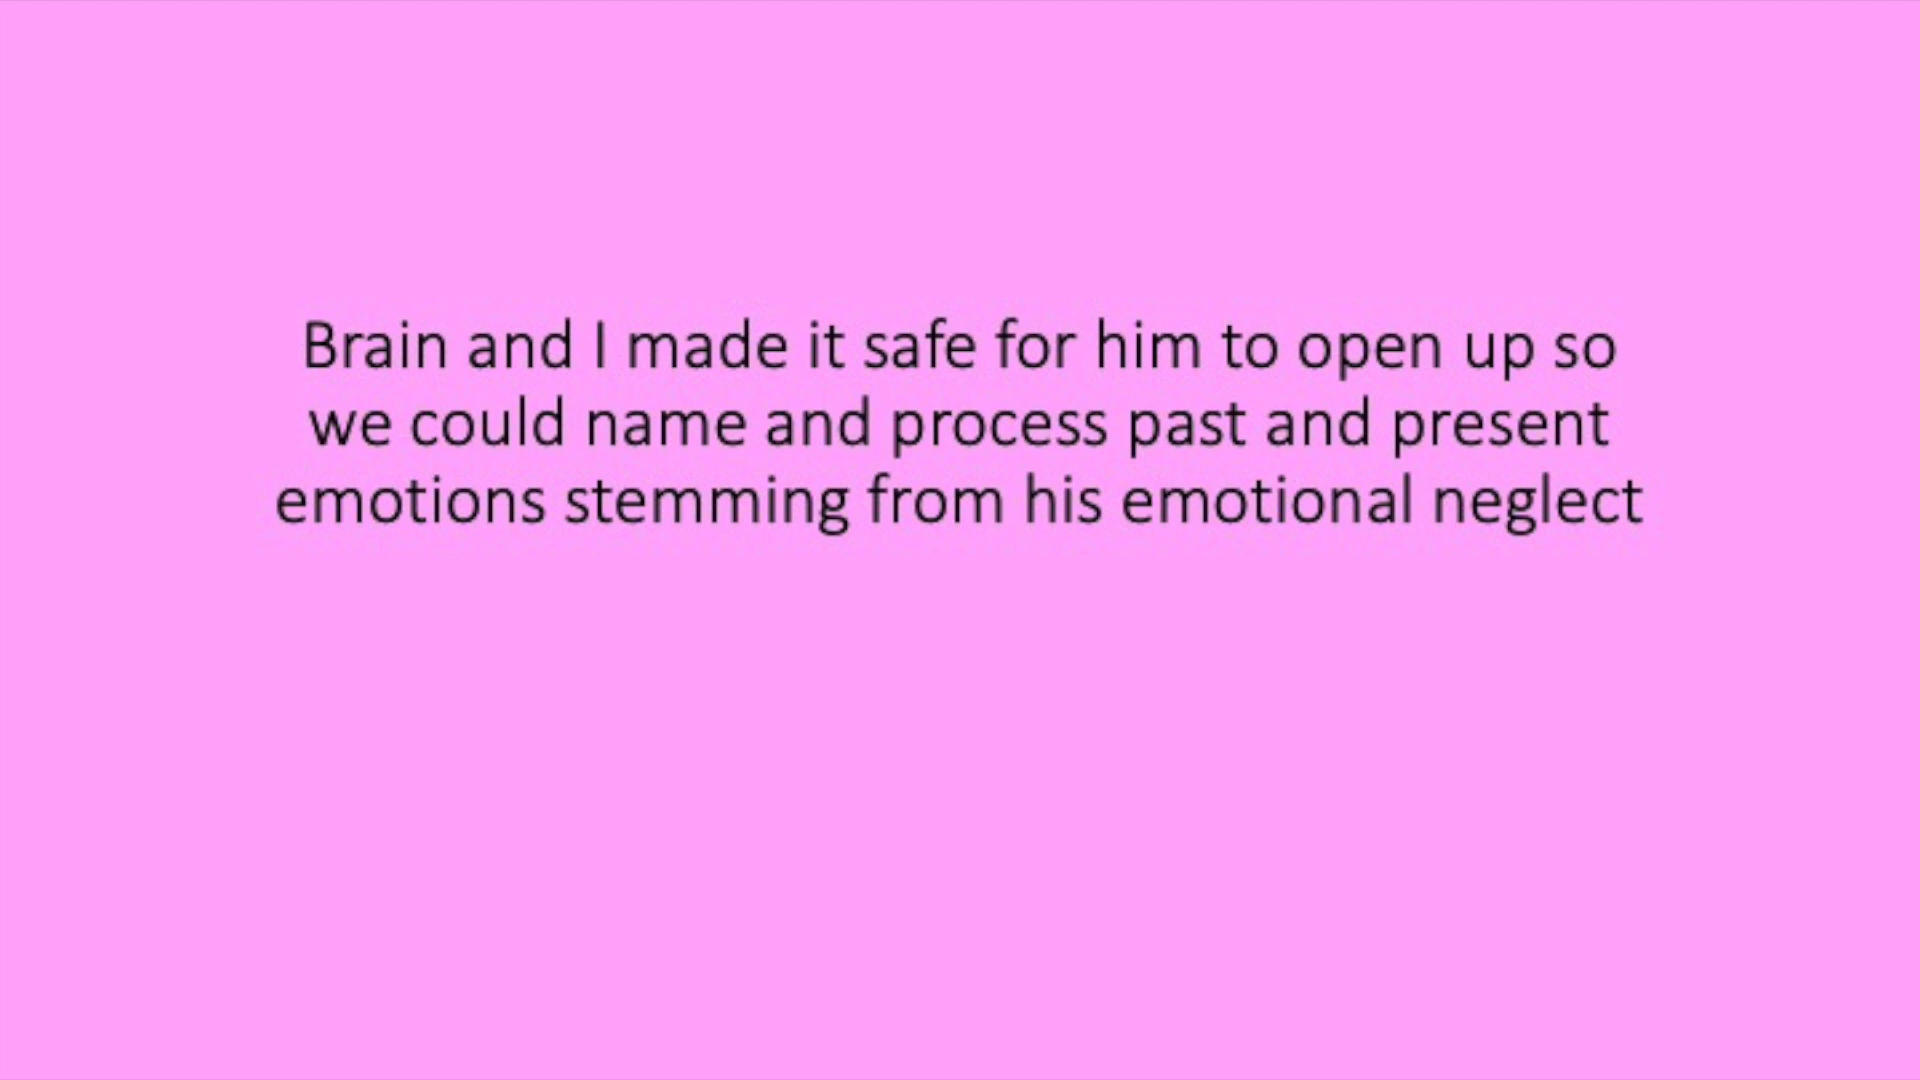 Brain and I made it safe for him to open up so
we could name and process past and present
emotions stemming from his emotional neglect